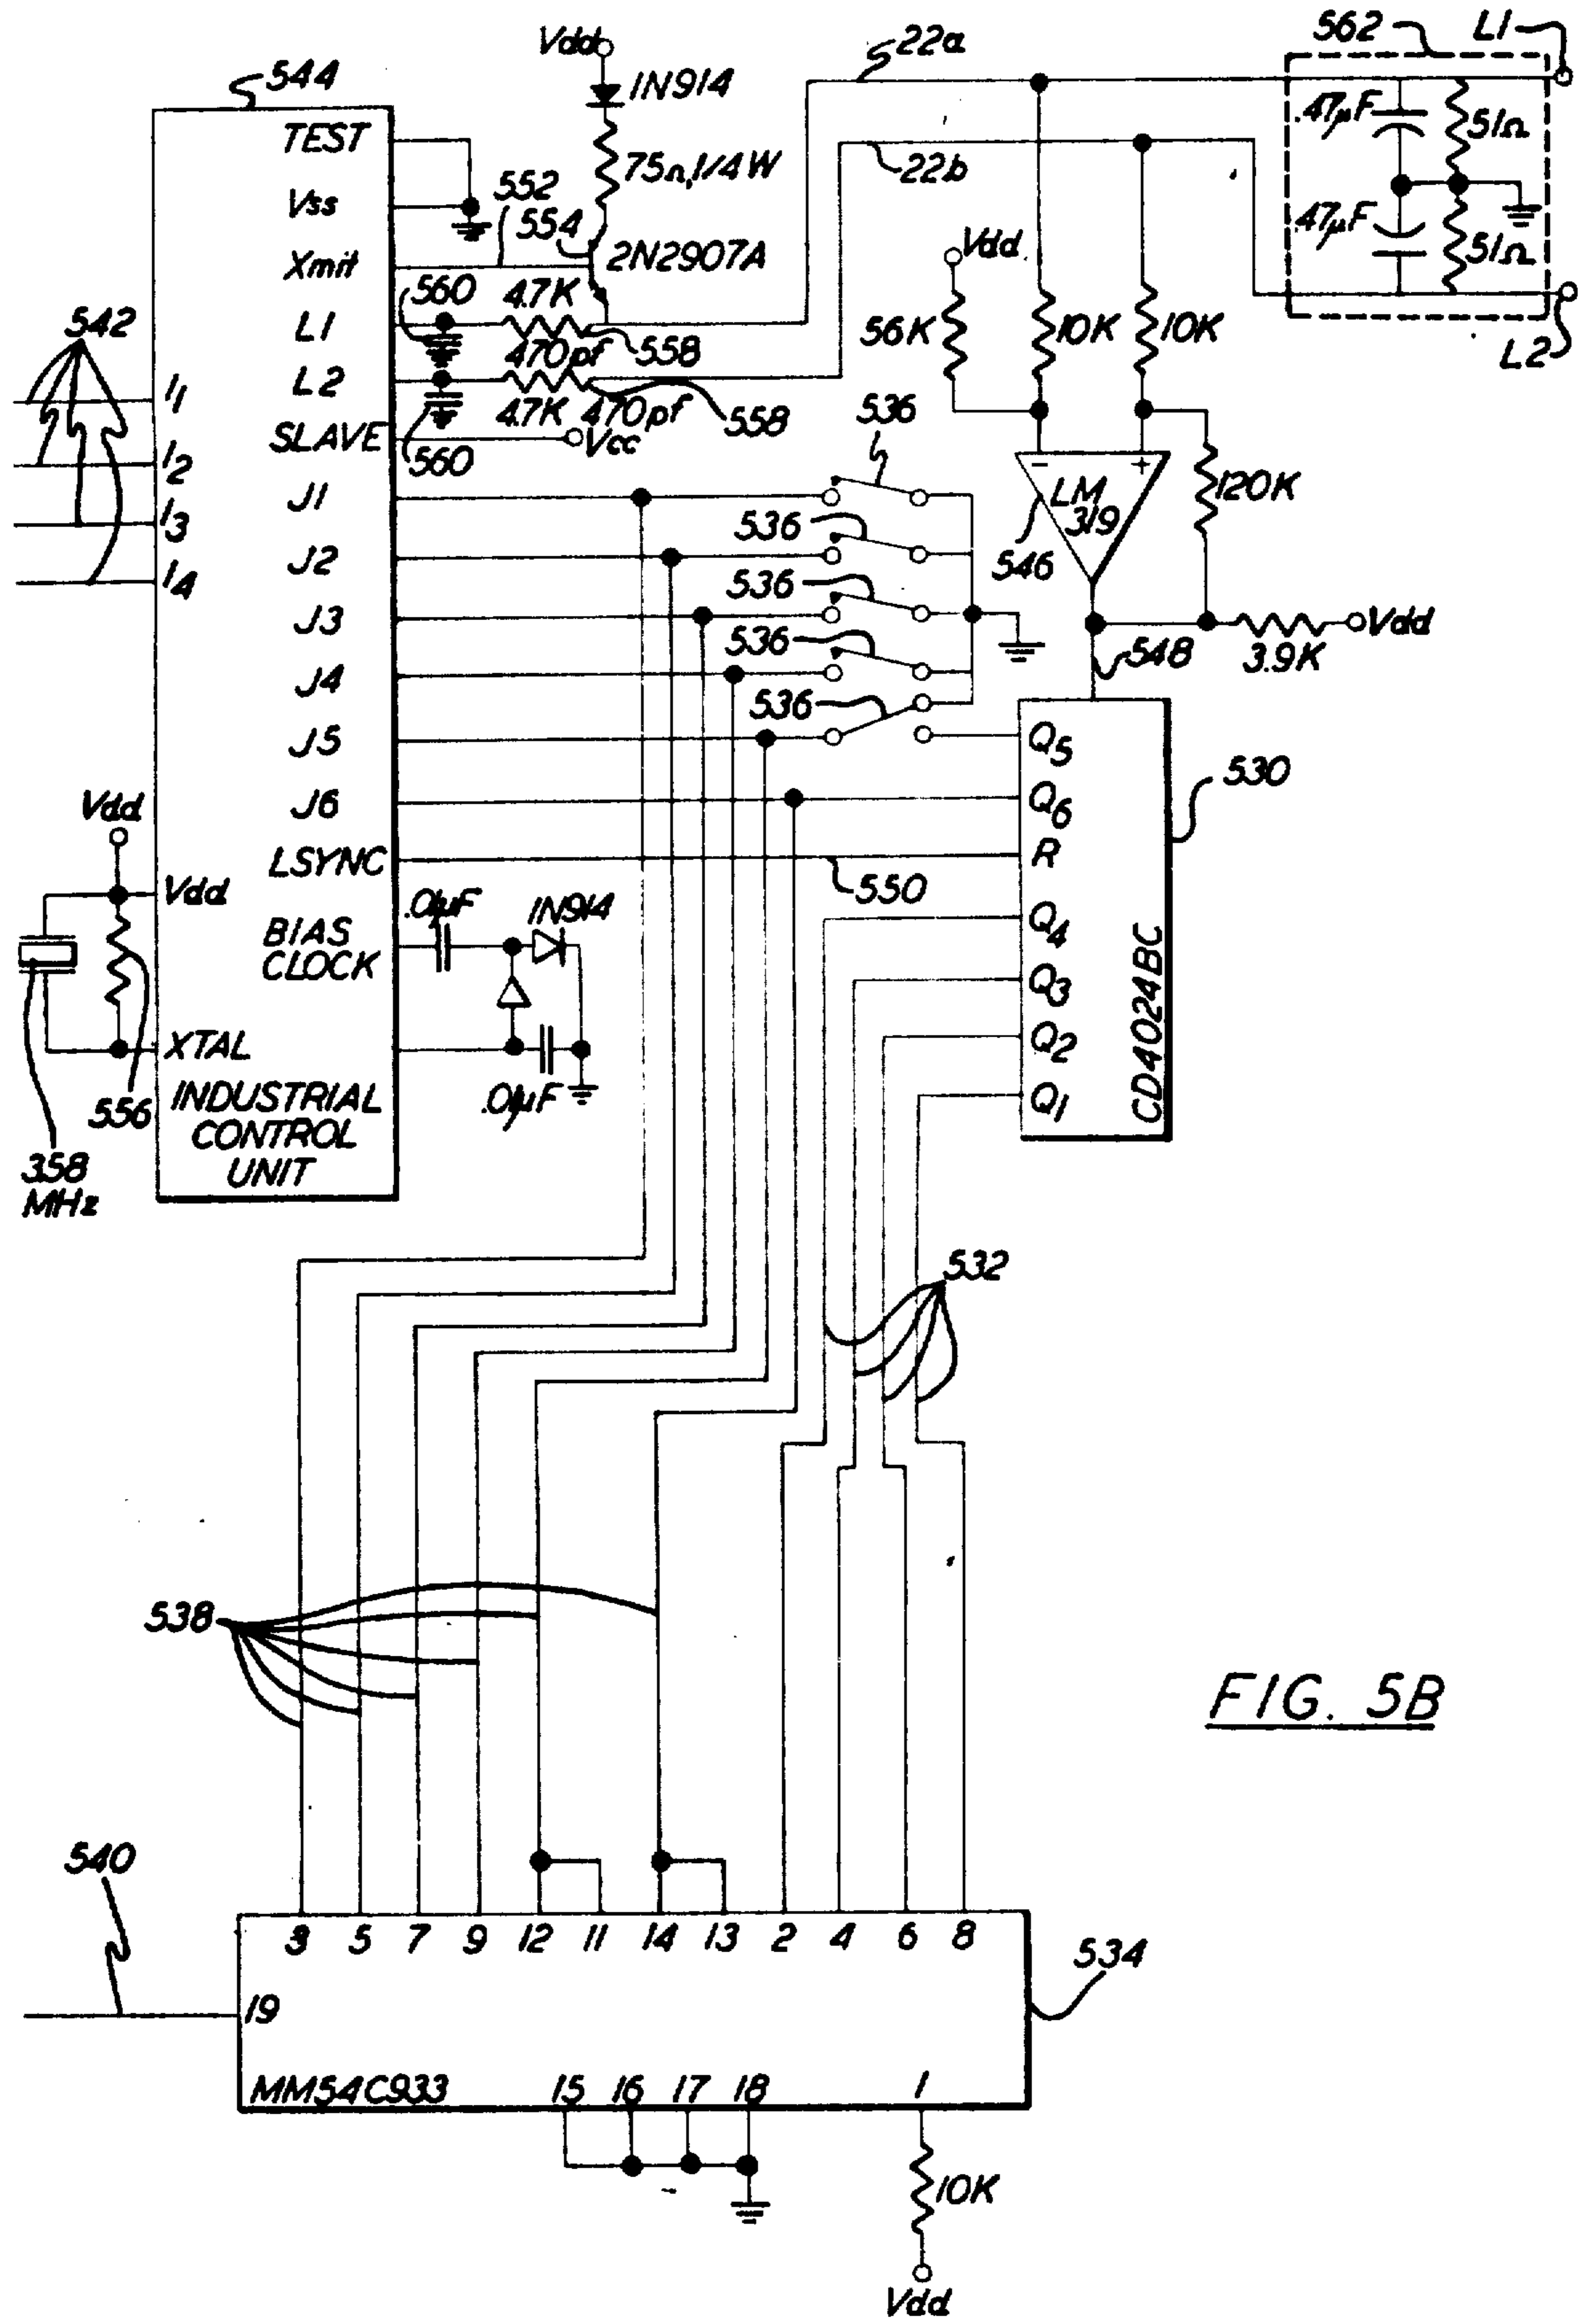 562
L1
22a
Vdd
544
1N914
.47µF
51Ω
TEST
75Ω,1/4W
22b
552
Vss
554
.47µF
51Ω
Xmit
2N2907A
Vdd
560
4.7K
542
L1
56K
10K
10K
470pf
558
L2
L2
I1
4.7K
470pf
558
536
SLAVE
Vcc
560
I2
J1
LM
319
120K
- +
I3
536
J2
546
I4
536
J3
Vdd
536
548
3.9K
J4
536
J5
Q5
530
Vdd
J6
Q6
LSYNC
R
550
Vdd
.01µF
1N914
BIAS
CLOCK
Q4
Q3
XTAL
Q2
CD4024BC
556
.01µF
Q1
INDUSTRIAL
CONTROL
UNIT
358
MHz
532
538
FIG. 5B
540
3 5 7 9 12 11 14 13 2 4 6 8
534
19
MM54C933
15 16 17 18 1
10K
Vdd